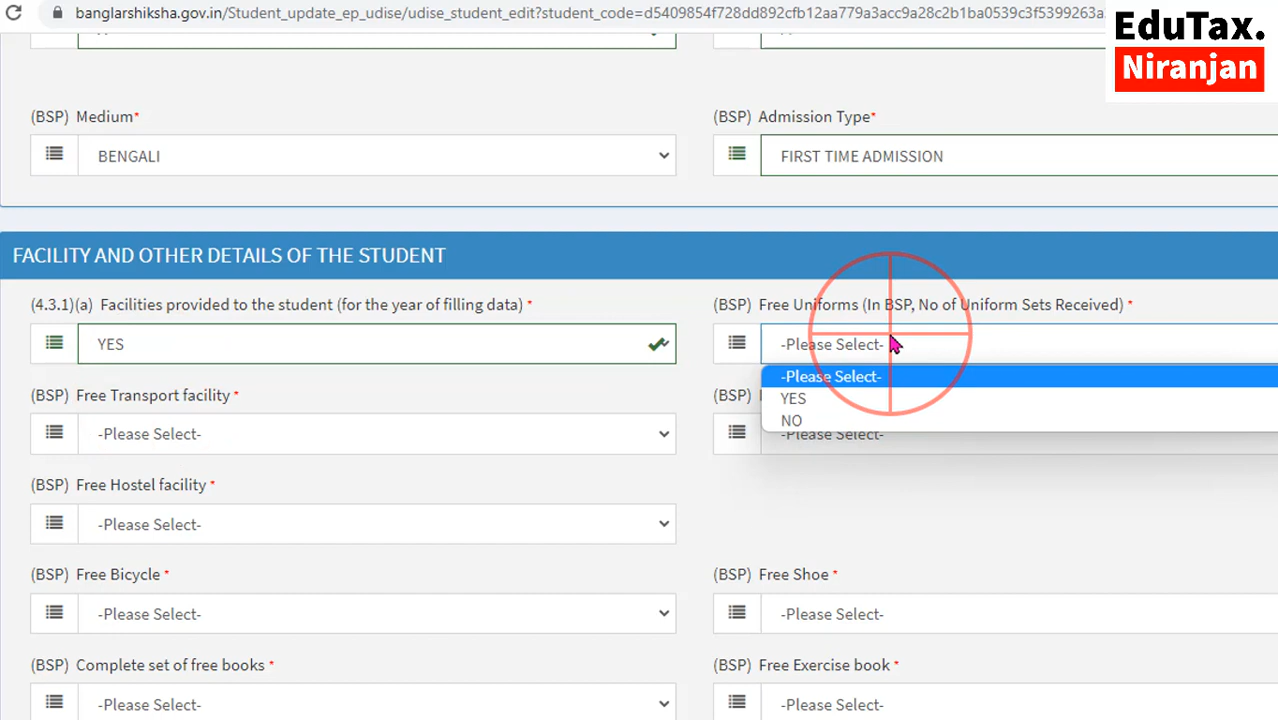 banglarshiksha.gov.in/Student_update_ep_udise/udise_student_edit?student_code=d5409854f728dd892cfb12aa779a3acc9a28c2b1ba0539c3f5399263a
EduTax.
Niranjan
(BSP) Medium*
(BSP) Admission Type*
BENGALI
FIRST TIME ADMISSION
FACILITY AND OTHER DETAILS OF THE STUDENT
(4.3.1)(a) Facilities provided to the student (for the year of filling data) *
(BSP) Free Uniforms (In BSP, No of Uniform Sets Received) *
YES
-Please Select-
-Please Select-
YES
NO
(BSP) Free Transport facility *
(BSP)
-Please Select-
-Please Select-
(BSP) Free Hostel facility *
-Please Select-
(BSP) Free Bicycle *
(BSP) Free Shoe *
-Please Select-
-Please Select-
(BSP) Complete set of free books *
(BSP) Free Exercise book *
-Please Select-
-Please Select-